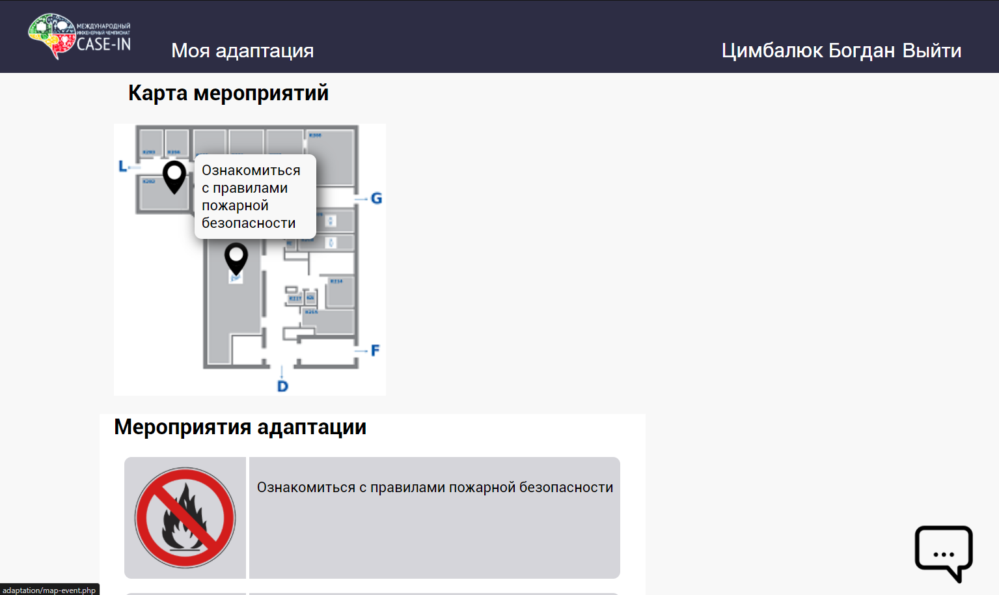 МЕЖДУНАРОДНЫЙ
ИНЖЕНЕРНЫЙ ЧЕМПИОНАТ
CASE-IN
Моя адаптация
Цимбалюк Богдан Выйти
Карта мероприятий
L
G
F
D
Ознакомиться
с правилами
пожарной
безопасности
Мероприятия адаптации
Ознакомиться с правилами пожарной безопасности
adaptation/map-event.php